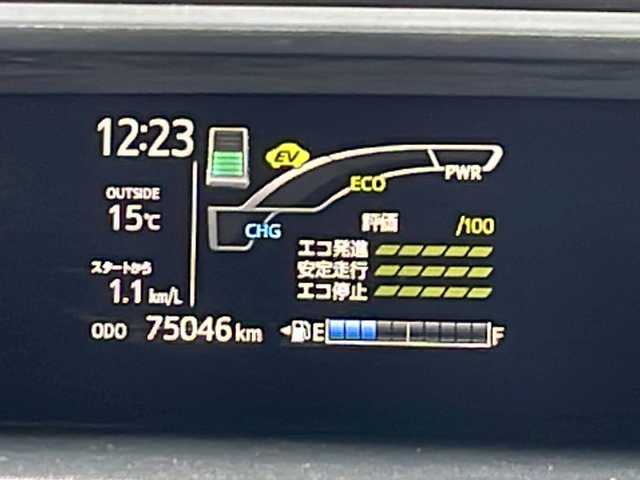 12:23
EV
PWR
ECO
OUTSIDE
15℃
CHG
評価 /100
エコ発進
安定走行
エコ停止
スタートから
1.1 km/L
ODO 75046 km
E F